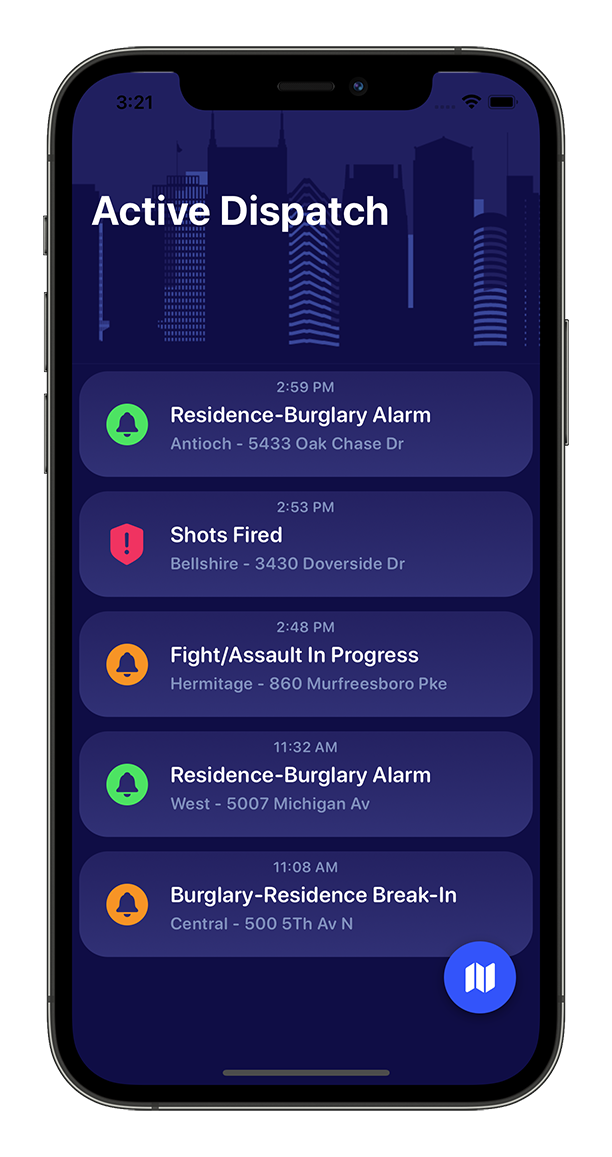 3:21
Active Dispatch
2:59 PM
Residence-Burglary Alarm
Antioch - 5433 Oak Chase Dr
2:53 PM
Shots Fired
Bellshire - 3430 Doverside Dr
2:48 PM
Fight/Assault In Progress
Hermitage - 860 Murfreesboro Pke
11:32 AM
Residence-Burglary Alarm
West - 5007 Michigan Av
11:08 AM
Burglary-Residence Break-In
Central - 500 5Th Av N